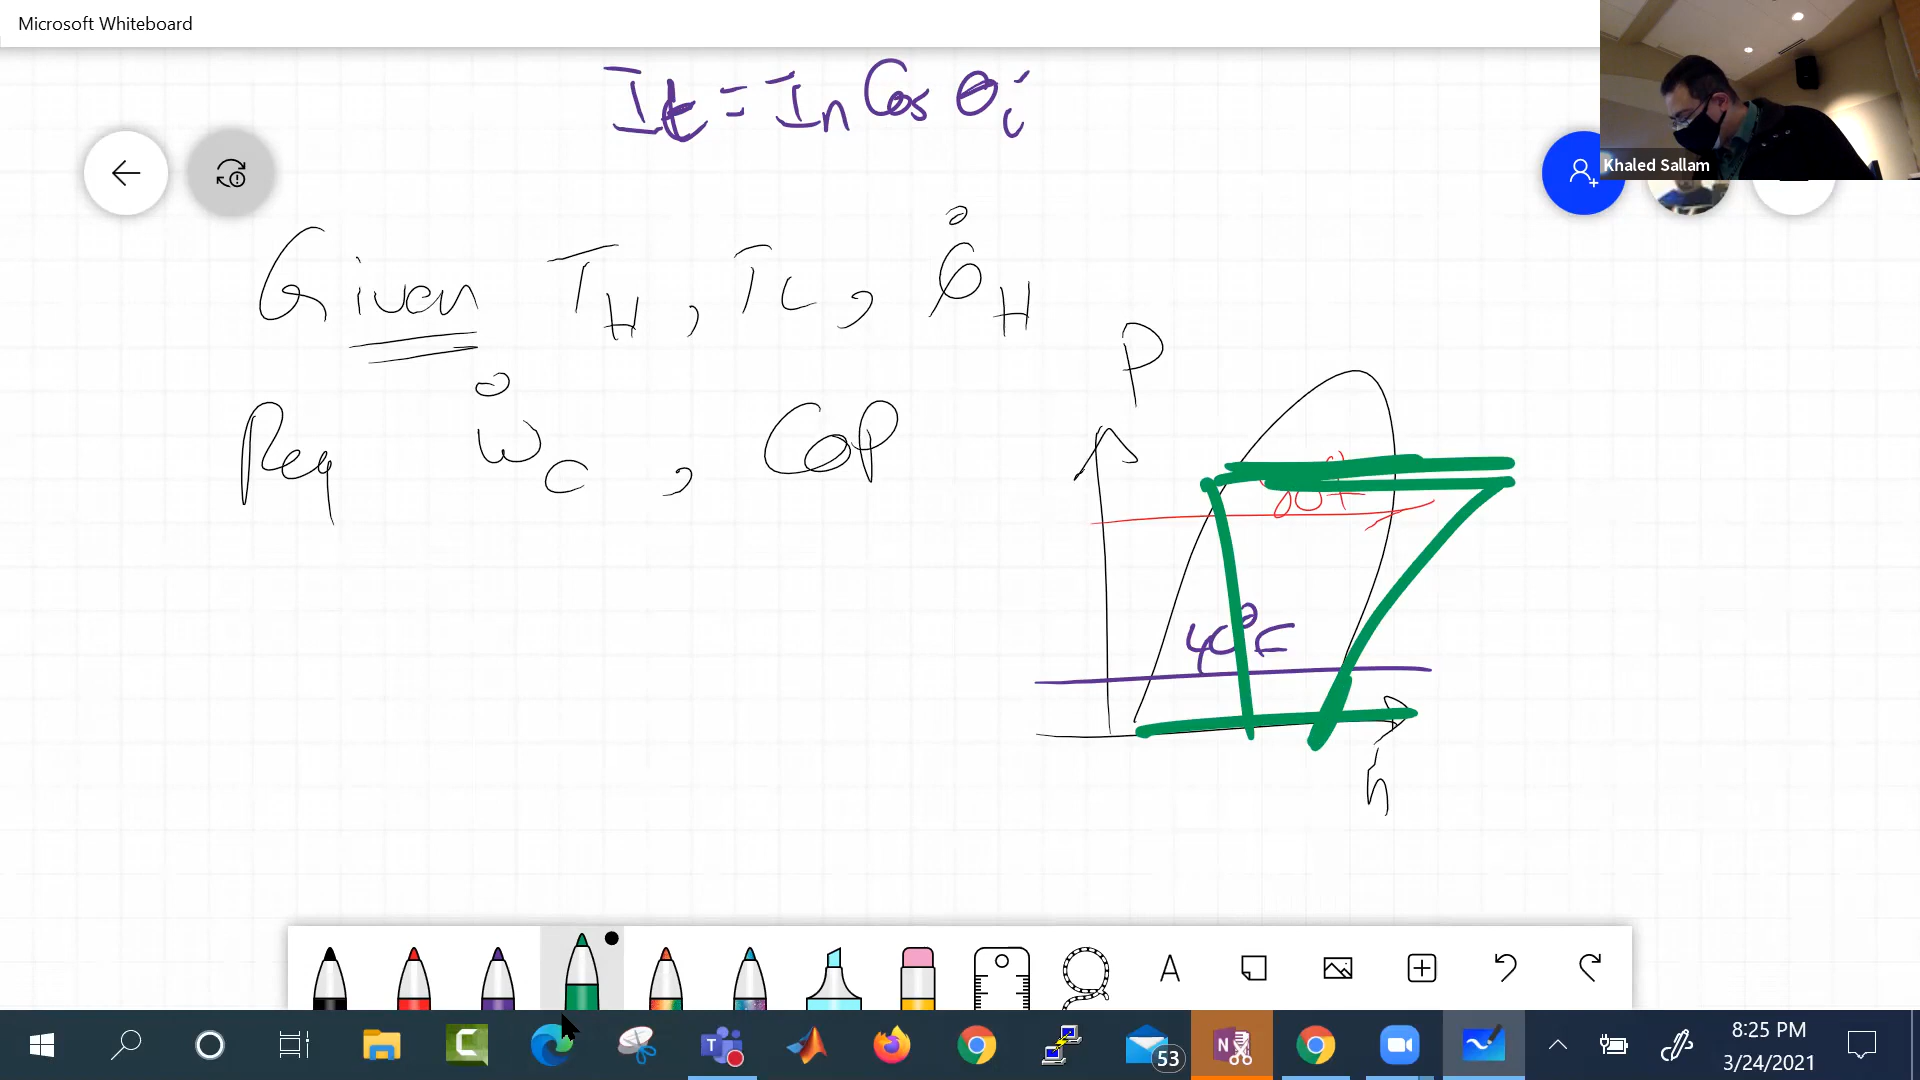 Microsoft Whiteboard
It = In Cos θi
Khaled Sallam
Given TH, TL, Q̇H
Req ẇc, COP
P
80°F
40°F
h
A
53
8:25 PM
3/24/2021